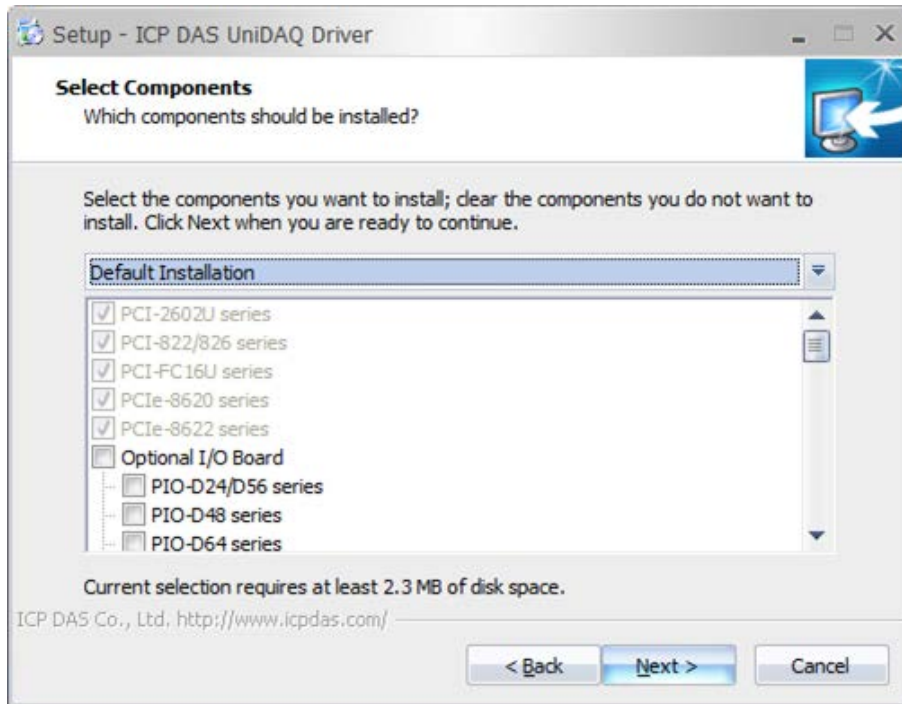 Setup - ICP DAS UniDAQ Driver
Select Components
Which components should be installed?
Select the components you want to install; clear the components you do not want to
install. Click Next when you are ready to continue.
Default Installation
PCI-2602U series
PCI-822/826 series
PCI-FC16U series
PCIe-8620 series
PCIe-8622 series
Optional I/O Board
PIO-D24/D56 series
PIO-D48 series
PIO-D64 series
Current selection requires at least 2.3 MB of disk space.
ICP DAS Co., Ltd. http://www.icpdas.com/
< Back Next > Cancel